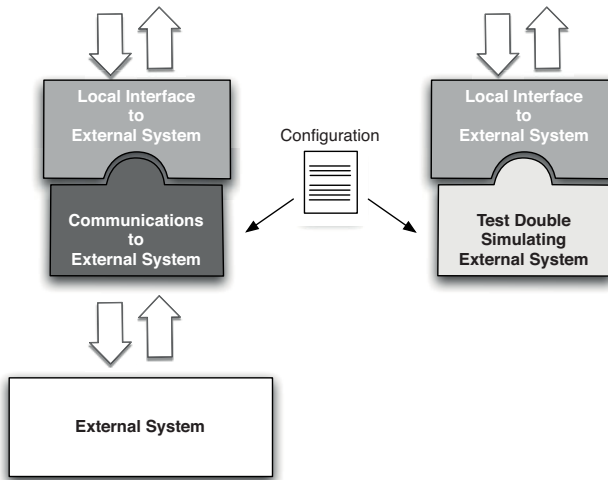 Local Interface
to
External System
Communications
to
External System
External System
Configuration
Local Interface
to
External System
Test Double
Simulating
External System